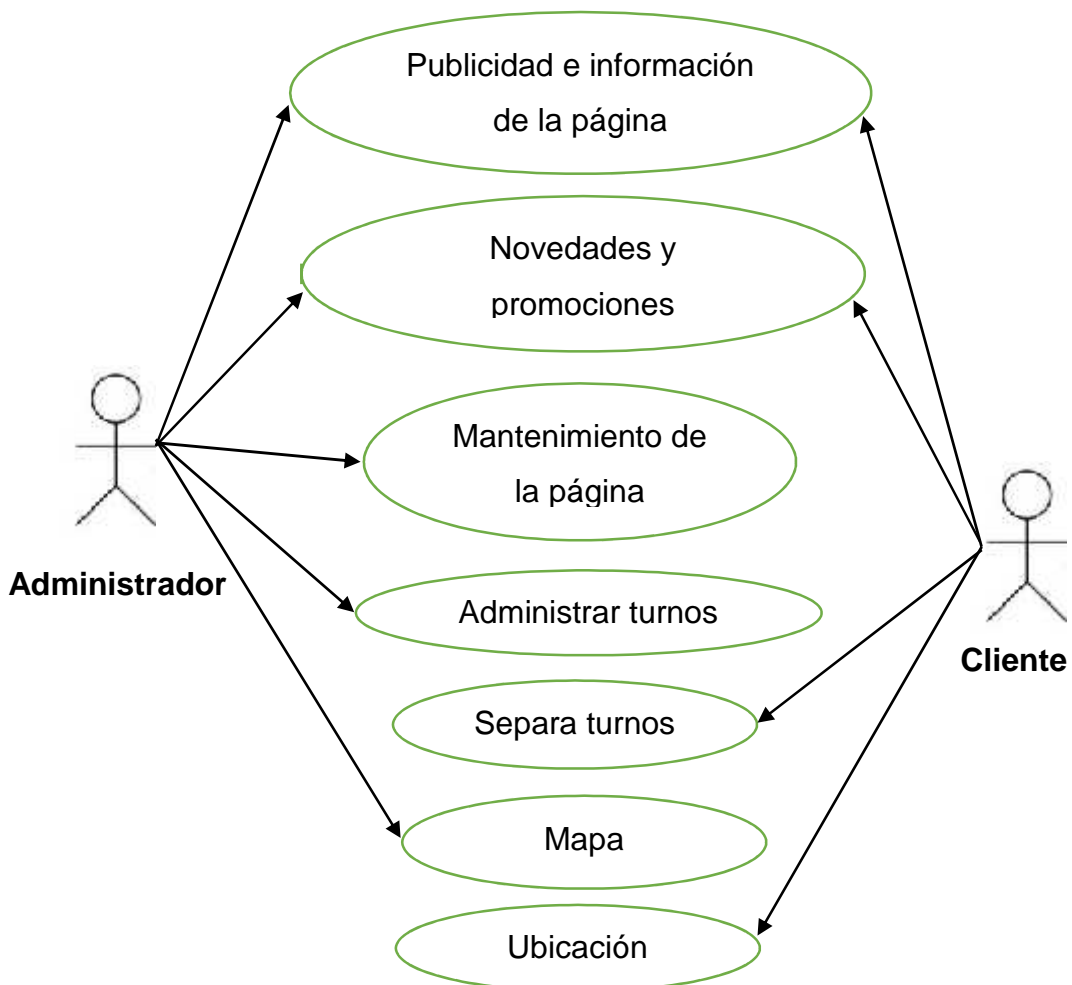 Publicidad e información
de la página
Novedades y
promociones
Mantenimiento de
la página
Administrador
Administrar turnos
Cliente
Separa turnos
Mapa
Ubicación